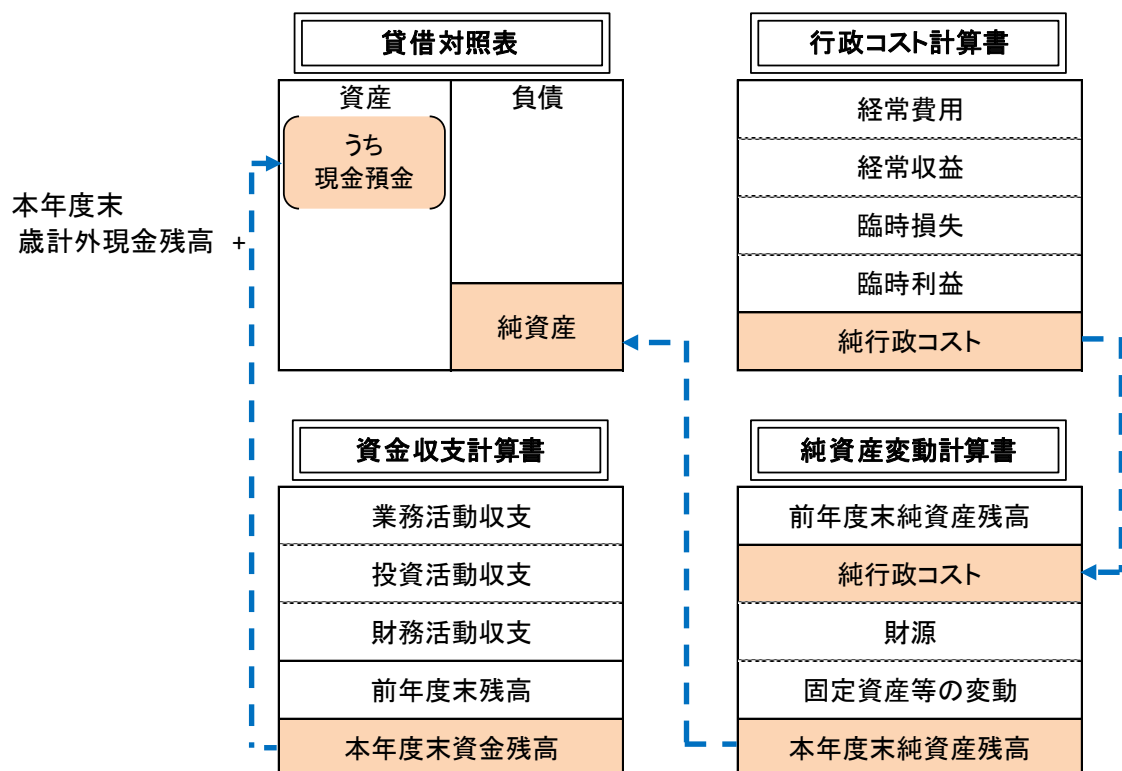 貸借対照表
資産
負債
うち
現金預金
純資産
本年度末
歳計外現金残高 +
行政コスト計算書
経常費用
経常収益
臨時損失
臨時利益
純行政コスト
資金収支計算書
業務活動収支
投資活動収支
財務活動収支
前年度末残高
本年度末資金残高
純資産変動計算書
前年度末純資産残高
純行政コスト
財源
固定資産等の変動
本年度末純資産残高